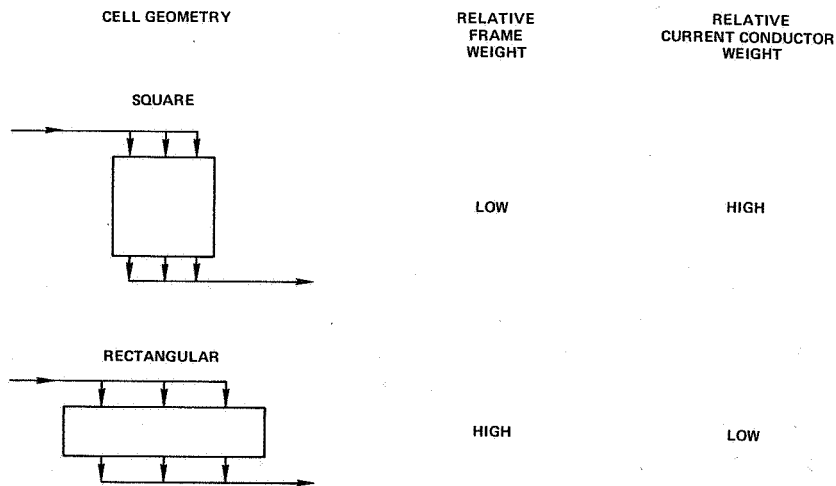 CELL GEOMETRY
RELATIVE
FRAME
WEIGHT
RELATIVE
CURRENT CONDUCTOR
WEIGHT
SQUARE
LOW
HIGH
RECTANGULAR
HIGH
LOW